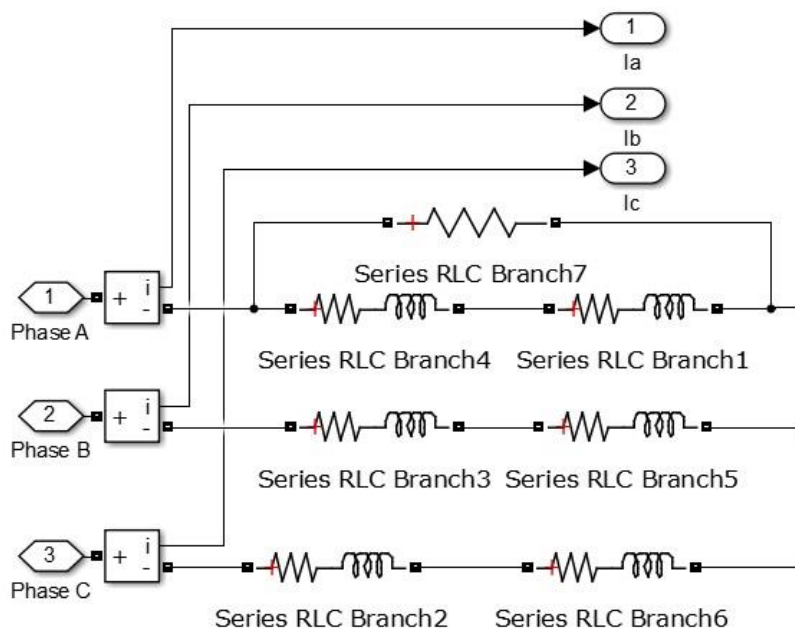 1
Ia
2
Ib
3
Ic
Series RLC Branch7
1 + i -
Phase A
Series RLC Branch4 Series RLC Branch1
2 + i -
Phase B
Series RLC Branch3 Series RLC Branch5
3 + i -
Phase C
Series RLC Branch2 Series RLC Branch6